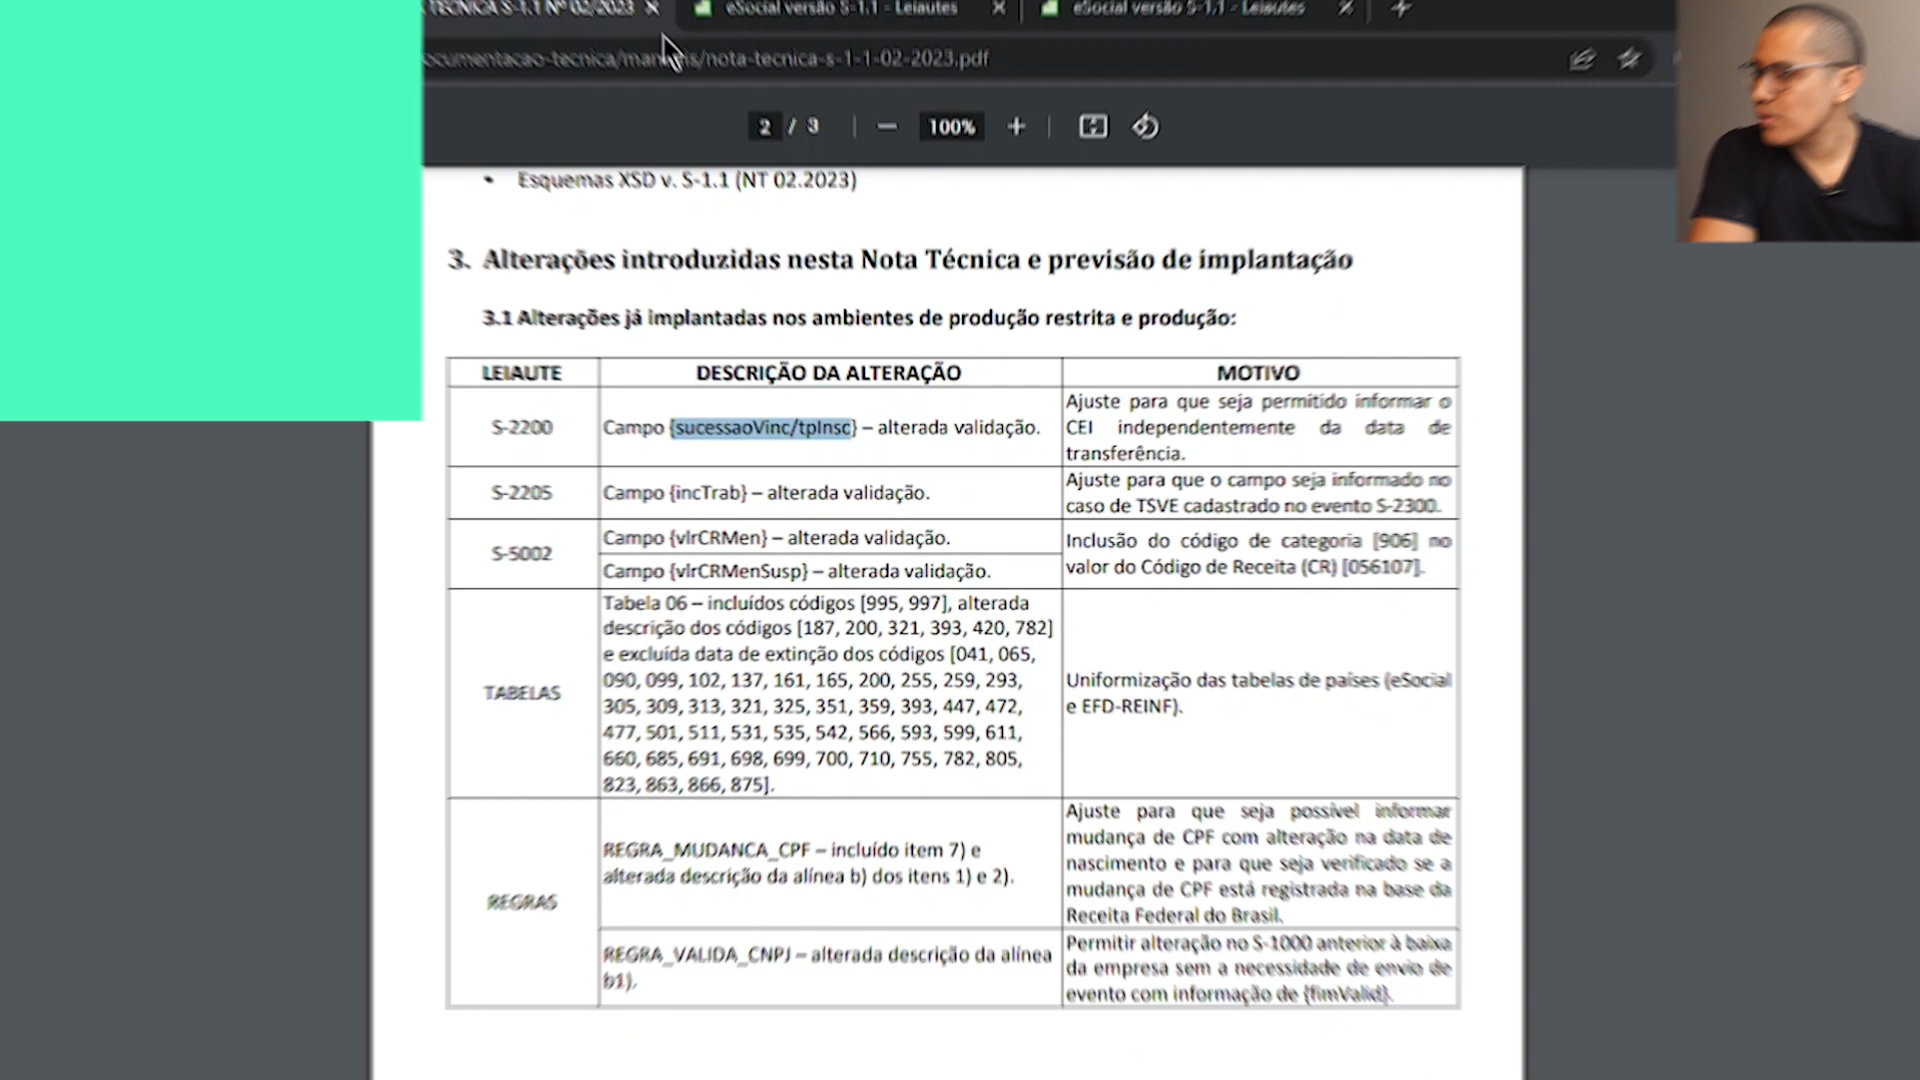 TECNICA S-1.1 Nº 02/2023
eSocial versão S-1.1 - Leiautes
eSocial versão S-1.1 - Leiautes
ocumentacao-tecnica/manuais/nota-tecnica-s-1-1-02-2023.pdf
2 / 3
100%
• Esquemas XSD v. S-1.1 (NT 02.2023)
3. Alterações introduzidas nesta Nota Técnica e previsão de implantação
3.1 Alterações já implantadas nos ambientes de produção restrita e produção:
LEIAUTE
DESCRIÇÃO DA ALTERAÇÃO
MOTIVO
S-2200
Campo {sucessaoVinc/tpInsc} – alterada validação.
Ajuste para que seja permitido informar o
CEI independentemente da data de
transferência.
S-2205
Campo {incTrab} – alterada validação.
Ajuste para que o campo seja informado no
caso de TSVE cadastrado no evento S-2300.
S-5002
Campo {vlrCRMen} – alterada validação.
Campo {vlrCRMenSusp} – alterada validação.
Inclusão do código de categoria [906] no
valor do Código de Receita (CR) [056107].
TABELAS
Tabela 06 – incluídos códigos [995, 997], alterada
descrição dos códigos [187, 200, 321, 393, 420, 782]
e excluída data de extinção dos códigos [041, 065,
090, 099, 102, 137, 161, 165, 200, 255, 259, 293,
305, 309, 313, 321, 325, 351, 359, 393, 447, 472,
477, 501, 511, 531, 535, 542, 566, 593, 599, 611,
660, 685, 691, 698, 699, 700, 710, 755, 782, 805,
823, 863, 866, 875].
Uniformização das tabelas de países (eSocial
e EFD-REINF).
REGRAS
REGRA_MUDANCA_CPF – incluído item 7) e
alterada descrição da alínea b) dos itens 1) e 2).
Ajuste para que seja possível informar
mudança de CPF com alteração na data de
nascimento e para que seja verificado se a
mudança de CPF está registrada na base da
Receita Federal do Brasil.
REGRA_VALIDA_CNPJ – alterada descrição da alínea
b1).
Permitir alteração no S-1000 anterior à baixa
da empresa sem a necessidade de envio de
evento com informação de {fimValid}.